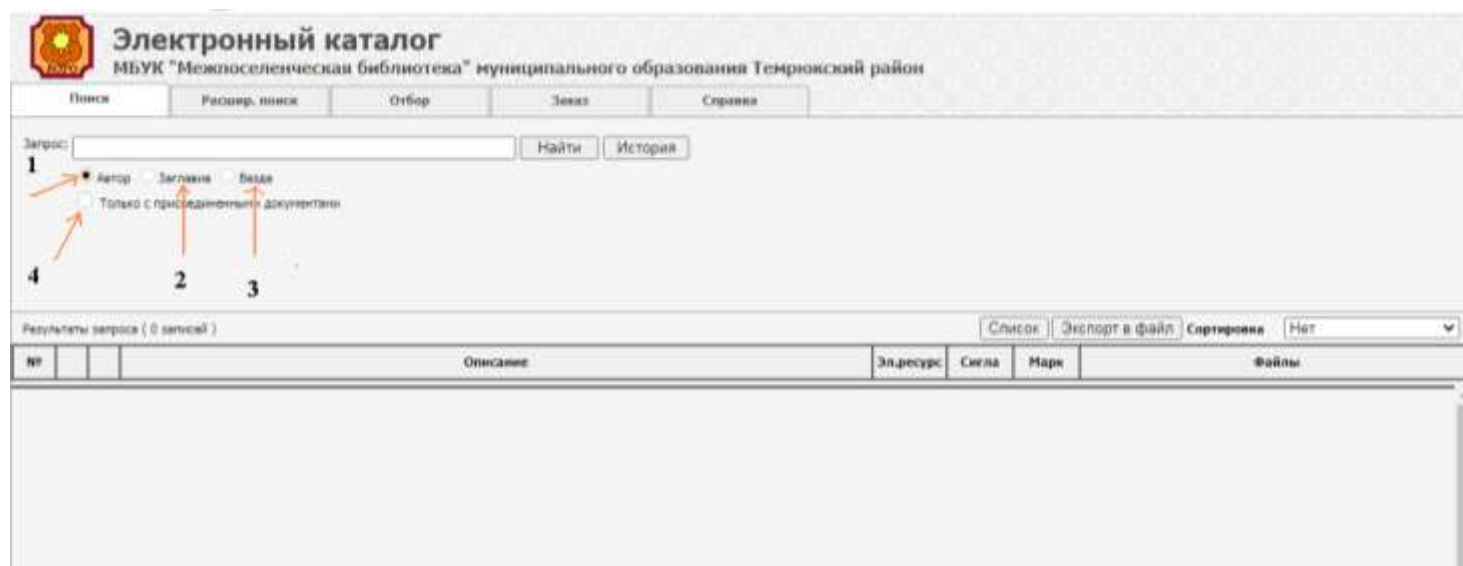 Электронный каталог
МБУК "Межпоселенческая библиотека" муниципального образования Темрюкский район
Поиск Расшир. поиск Отбор Заказ Справка
Запрос: Найти История
1
Автор Заглавие Везде
Только с присоединенными документами
4 2 3
Результаты запроса ( 0 записей ) Список Экспорт в файл Сортировка Нет
№ Описание Эл.ресурс Сигла Марк Файлы